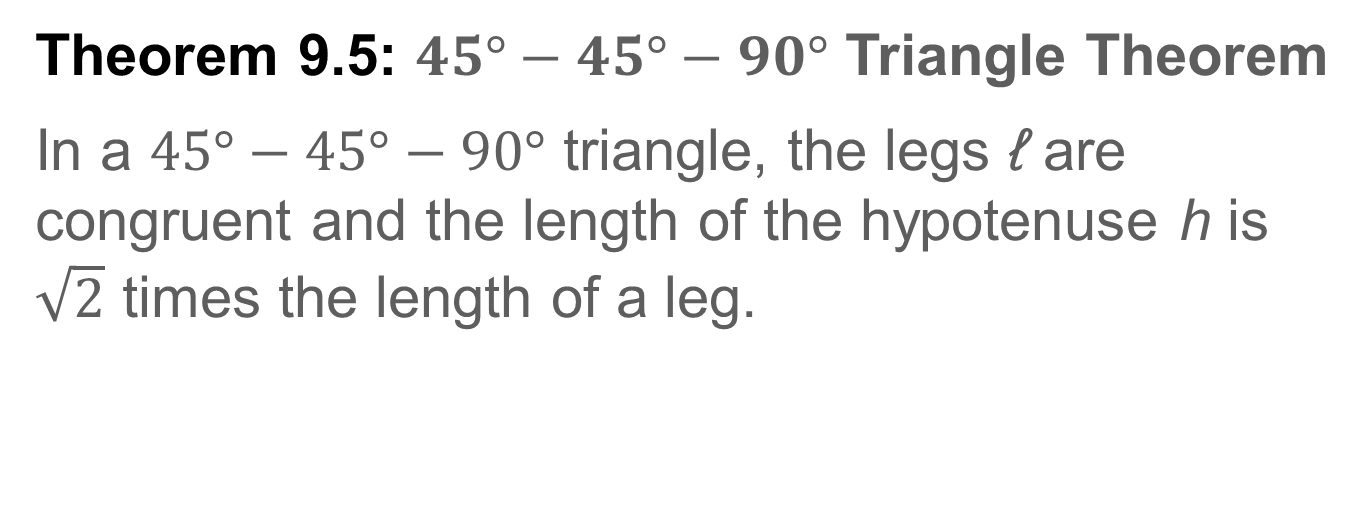 Theorem 9.5: 45° − 45° − 90° Triangle Theorem
In a 45° − 45° − 90° triangle, the legs ℓ are
congruent and the length of the hypotenuse h is
√2 times the length of a leg.